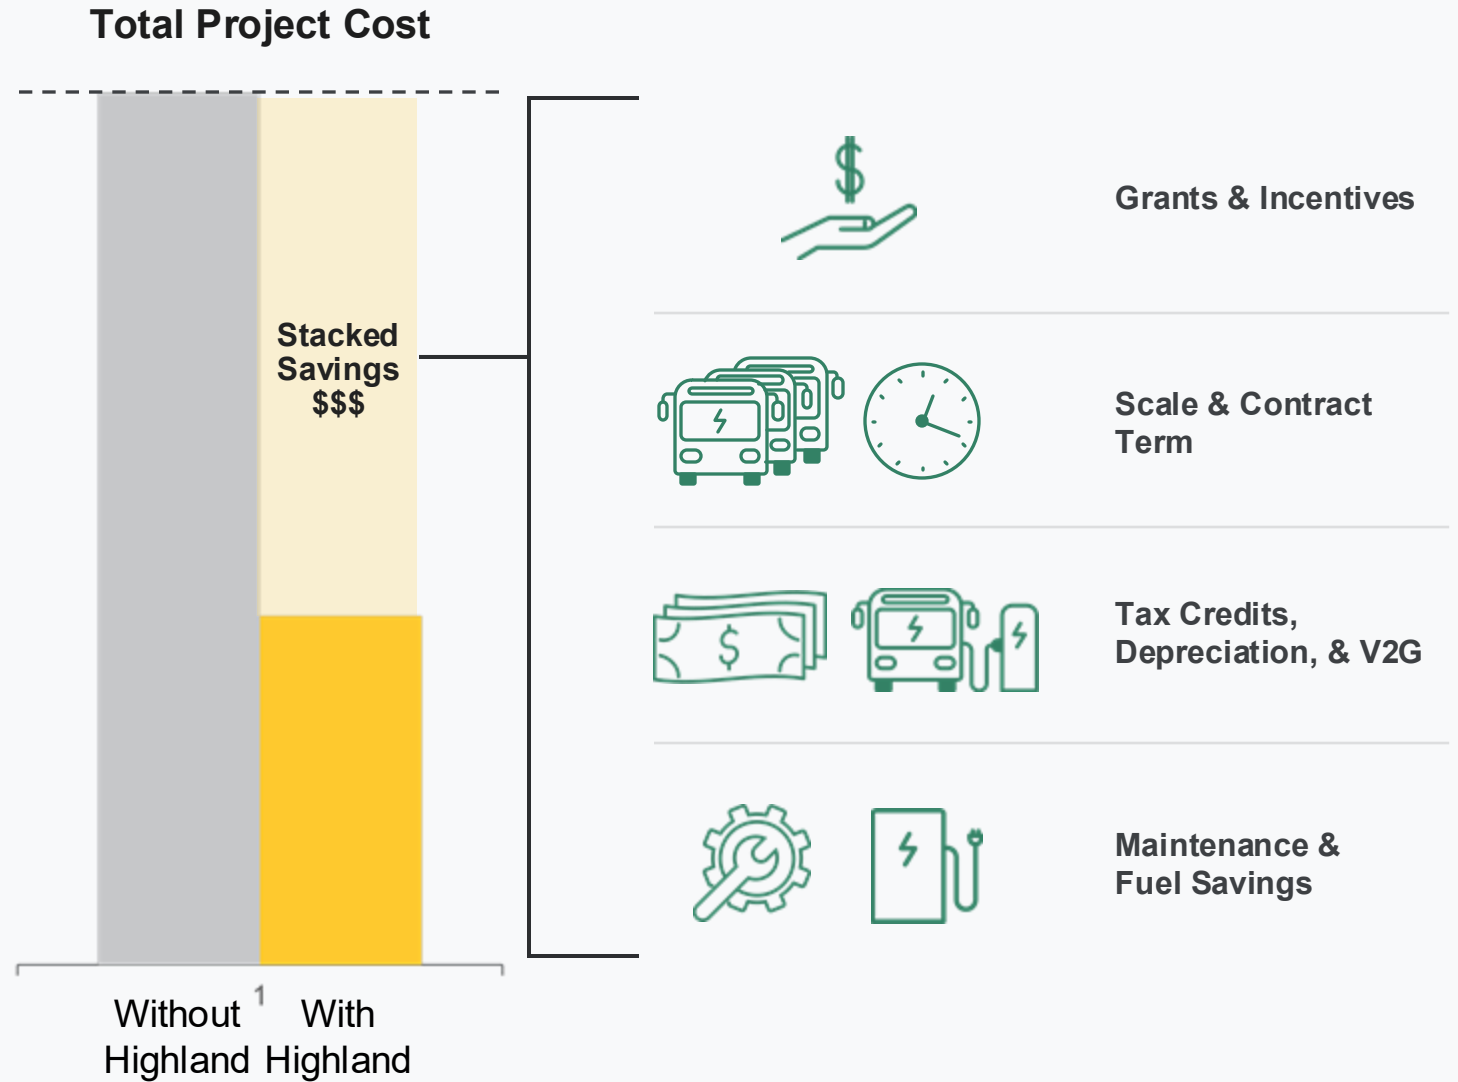 Total Project Cost
Stacked
Savings
$$$
Grants & Incentives
Scale & Contract
Term
Tax Credits,
Depreciation, & V2G
Maintenance &
Fuel Savings
1
Without With
Highland Highland